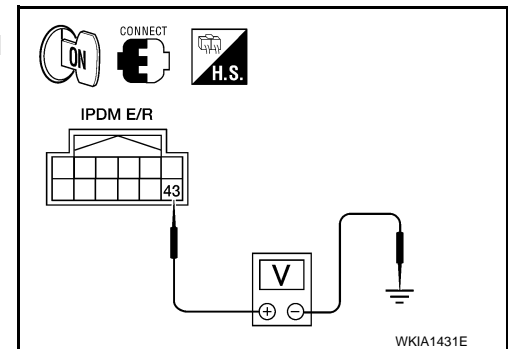 CONNECT
ON
H.S.
IPDM E/R
43
V
+ -
WKIA1431E